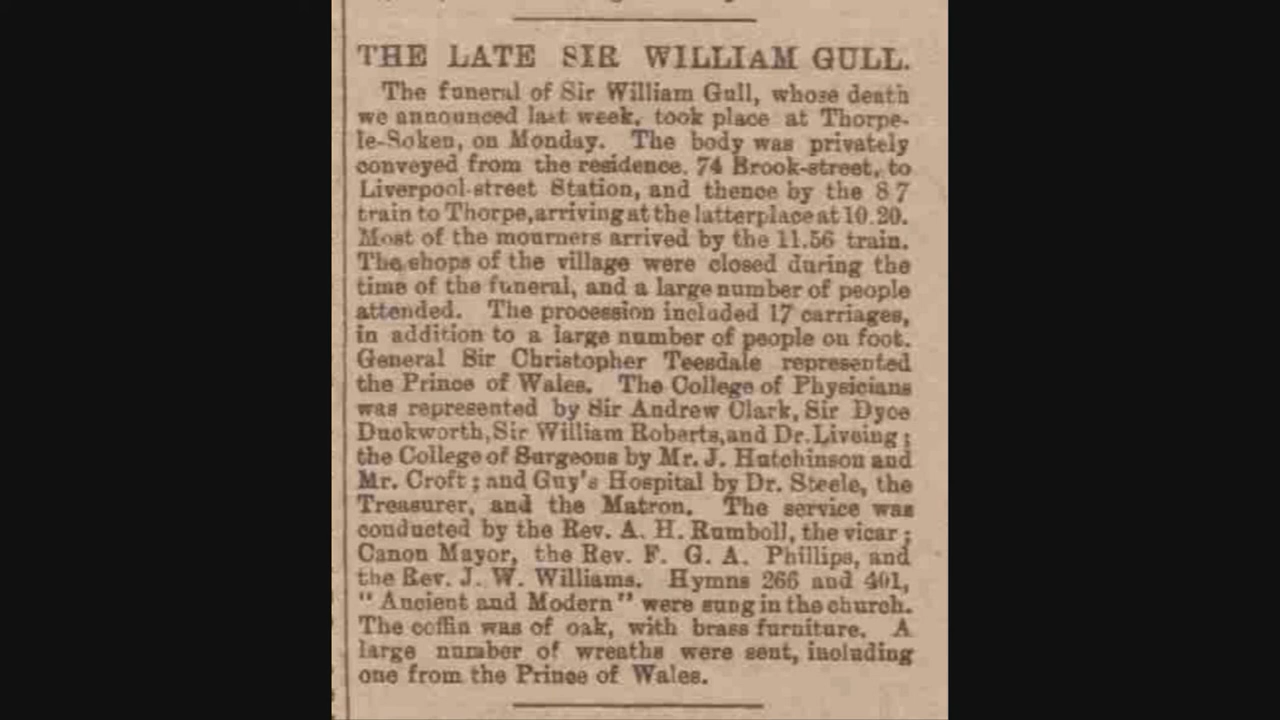 THE LATE SIR WILLIAM GULL.
The funeral of Sir William Gull, whose death
we announced last week, took place at Thorpe-
le-Soken, on Monday. The body was privately
conveyed from the residence, 74 Brook-street, to
Liverpool-street Station, and thence by the 8 7
train to Thorpe, arriving at the latter place at 10.20.
Most of the mourners arrived by the 11.56 train.
The shops of the village were closed during the
time of the funeral, and a large number of people
attended. The procession included 17 carriages,
in addition to a large number of people on foot.
General Sir Christopher Teesdale represented
the Prince of Wales. The College of Physicians
was represented by Sir Andrew Clark, Sir Dyce
Duckworth, Sir William Roberts, and Dr. Liveing;
the College of Surgeons by Mr. J. Hutchinson and
Mr. Croft; and Guy's Hospital by Dr. Steele, the
Treasurer, and the Matron. The service was
conducted by the Rev. A. H. Rumboll, the vicar;
Canon Mayor, the Rev. F. G. A. Phillips, and
the Rev. J. W. Williams. Hymns 266 and 401,
"Ancient and Modern" were sung in the church.
The coffin was of oak, with brass furniture. A
large number of wreaths were sent, including
one from the Prince of Wales.